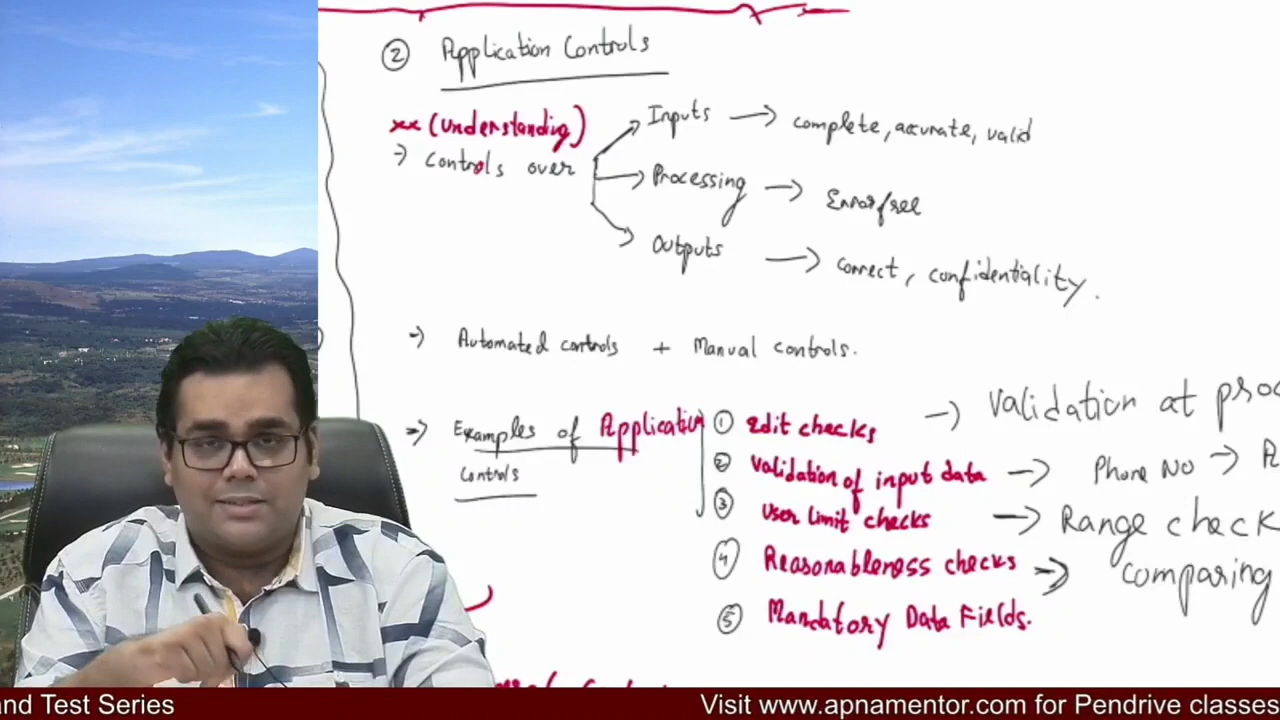 ② Application Controls
xx (Understanding)
→ Controls over
Inputs → complete, accurate, valid
Processing → Error free
Outputs → correct, confidentiality.
→ Automated controls + Manual controls.
→ Examples of Application
Controls
① Edit checks → Validation at proc
② Validation of input data → Phone No →
③ User limit checks → Range check
④ Reasonableness checks → comparing
⑤ Mandatory Data Fields.
and Test Series Visit www.apnamentor.com for Pendrive classes